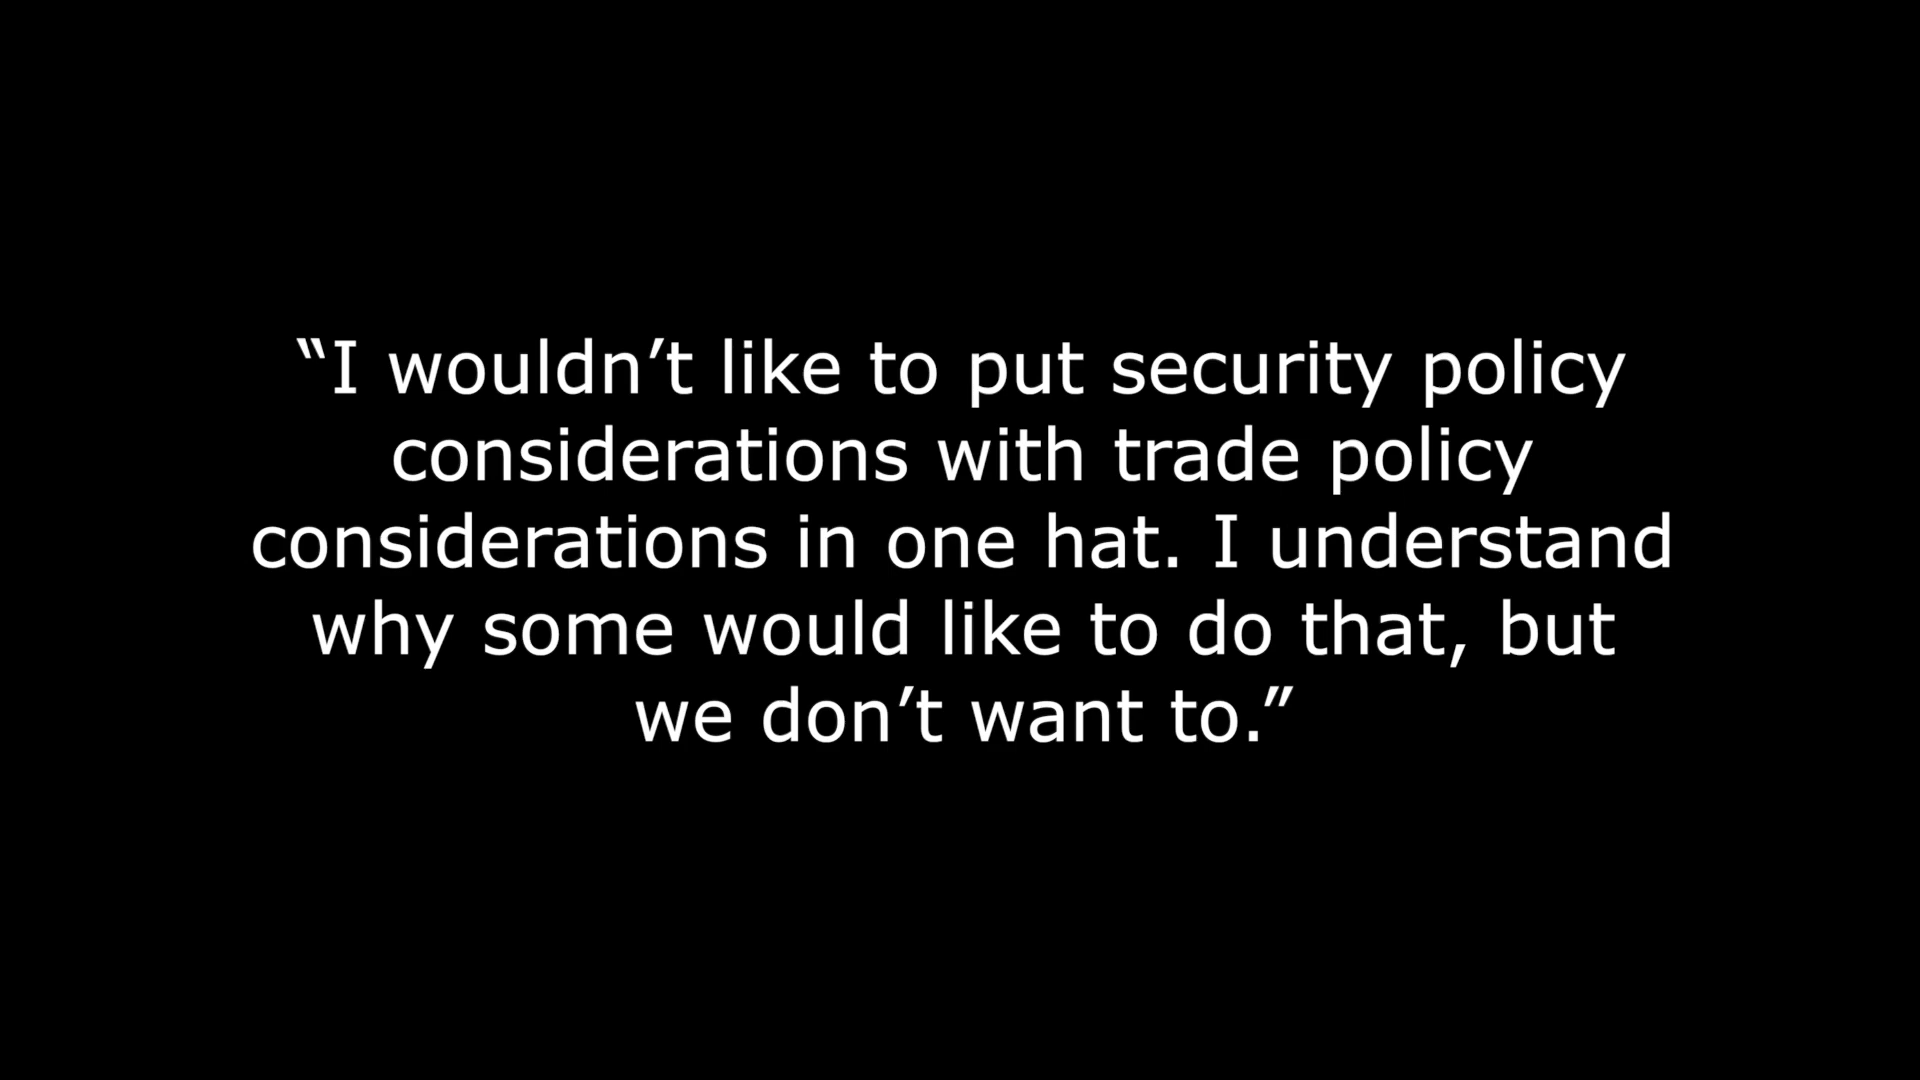 “I wouldn’t like to put security policy
considerations with trade policy
considerations in one hat. I understand
why some would like to do that, but
we don’t want to.”